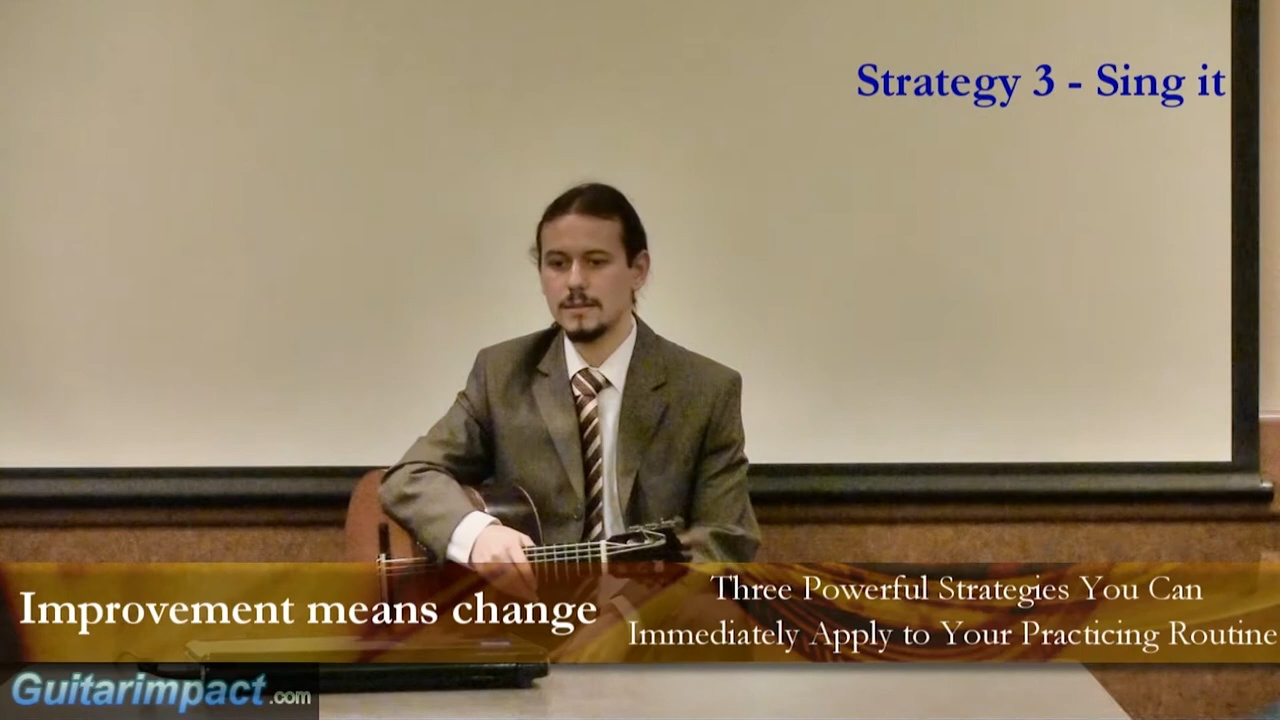 Strategy 3 - Sing it
Improvement means change
Three Powerful Strategies You Can
Immediately Apply to Your Practicing Routine
Guitarimpact.com